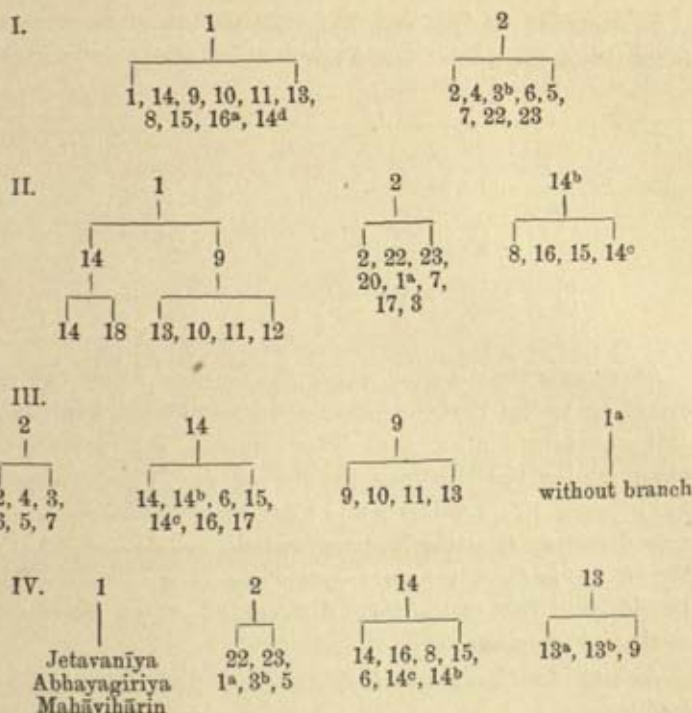 I. 1 2
1, 14, 9, 10, 11, 13, 2, 4, 3ᵇ, 6, 5,
8, 15, 16ᵃ, 14ᵈ 7, 22, 23
II. 1 2 14ᵇ
14 9 2, 22, 23, 8, 16, 15, 14ᶜ
20, 1ᵃ, 7,
14 18 13, 10, 11, 12 17, 3
III.
2 14 9 1ᵃ
2, 4, 3, 14, 14ᵇ, 6, 15, 9, 10, 11, 13 without branch
6, 5, 7 14ᶜ, 16, 17
IV. 1 2 14 13
Jetavanīya 22, 23, 14, 16, 8, 15, 13ᵃ, 13ᵇ, 9
Abhayagiriya 1ᵃ, 3ᵇ, 5 6, 14ᶜ, 14ᵇ
Mahāvihārin